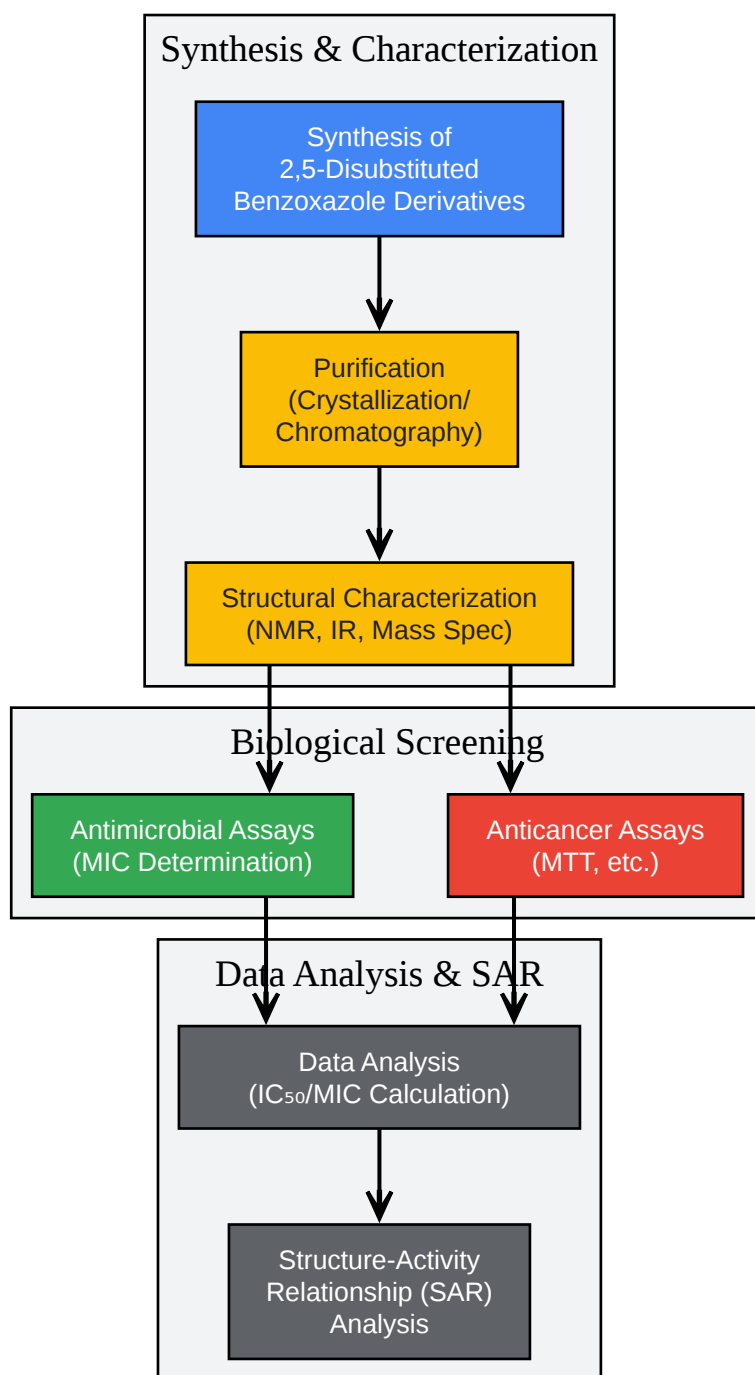 Synthesis & Characterization
Synthesis of
2,5-Disubstituted
Benzoxazole Derivatives
Purification
(Crystallization/
Chromatography)
Structural Characterization
(NMR, IR, Mass Spec)
Biological Screening
Antimicrobial Assays
(MIC Determination)
Anticancer Assays
(MTT, etc.)
Data Analysis & SAR
Data Analysis
(IC₅₀/MIC Calculation)
Structure-Activity
Relationship (SAR)
Analysis